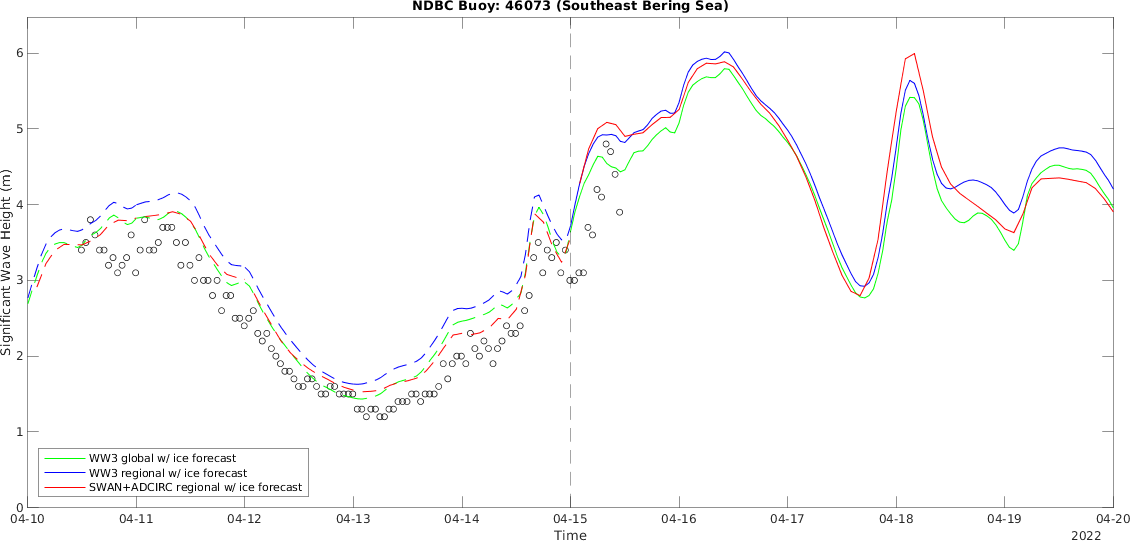 NDBC Buoy: 46073 (Southeast Bering Sea)
Significant Wave Height (m)
6
5
4
3
2
1
0
WW3 global w/ ice forecast
WW3 regional w/ ice forecast
SWAN+ADCIRC regional w/ ice forecast
04-10 04-11 04-12 04-13 04-14 04-15 04-16 04-17 04-18 04-19 04-20
Time
2022